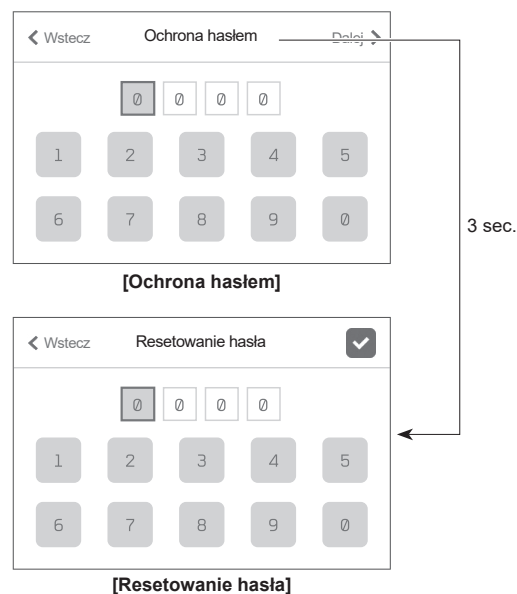 Wstecz Ochrona hasłem Dalej
0 0 0 0
1 2 3 4 5
6 7 8 9 0
3 sec.
[Ochrona hasłem]
Wstecz Resetowanie hasła
0 0 0 0
1 2 3 4 5
6 7 8 9 0
[Resetowanie hasła]